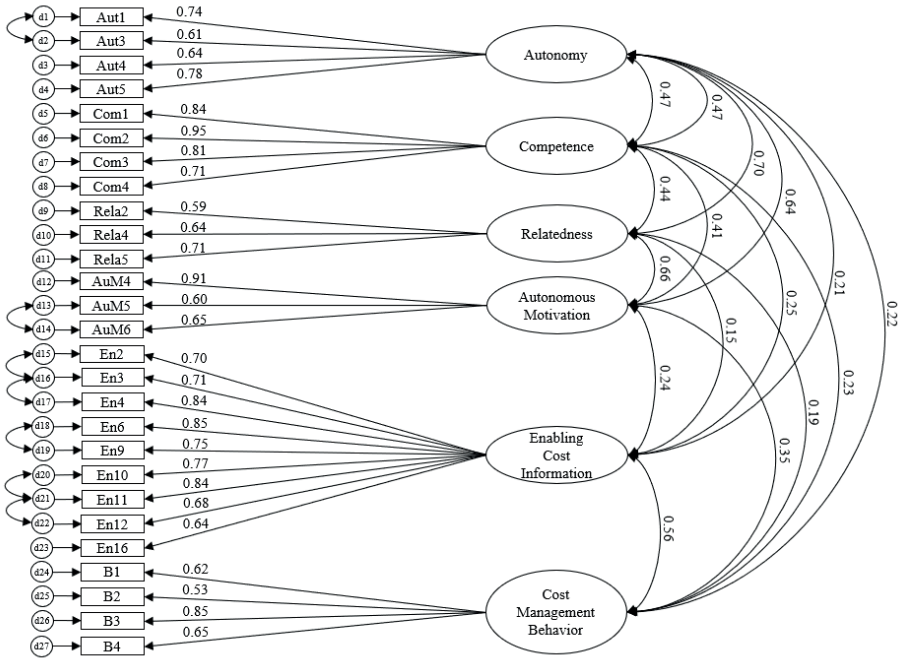 d1 Aut1 0.74
d2 Aut3 0.61
d3 Aut4 0.64
d4 Aut5 0.78
Autonomy
d5 Com1 0.84
d6 Com2 0.95
d7 Com3 0.81
d8 Com4 0.71
Competence
d9 Rela2 0.59
d10 Rela4 0.64
d11 Rela5 0.71
Relatedness
d12 AuM4 0.91
d13 AuM5 0.60
d14 AuM6 0.65
Autonomous
Motivation
d15 En2 0.70
d16 En3 0.71
d17 En4 0.84
d18 En6 0.85
d19 En9 0.75
d20 En10 0.77
d21 En11 0.84
d22 En12 0.68
d23 En16 0.64
Enabling
Cost
Information
d24 B1 0.62
d25 B2 0.53
d26 B3 0.85
d27 B4 0.65
Cost
Management
Behavior
0.47
0.47
0.70
0.64
0.44
0.41
0.66
0.21
0.22
0.25
0.15
0.24
0.23
0.19
0.35
0.56